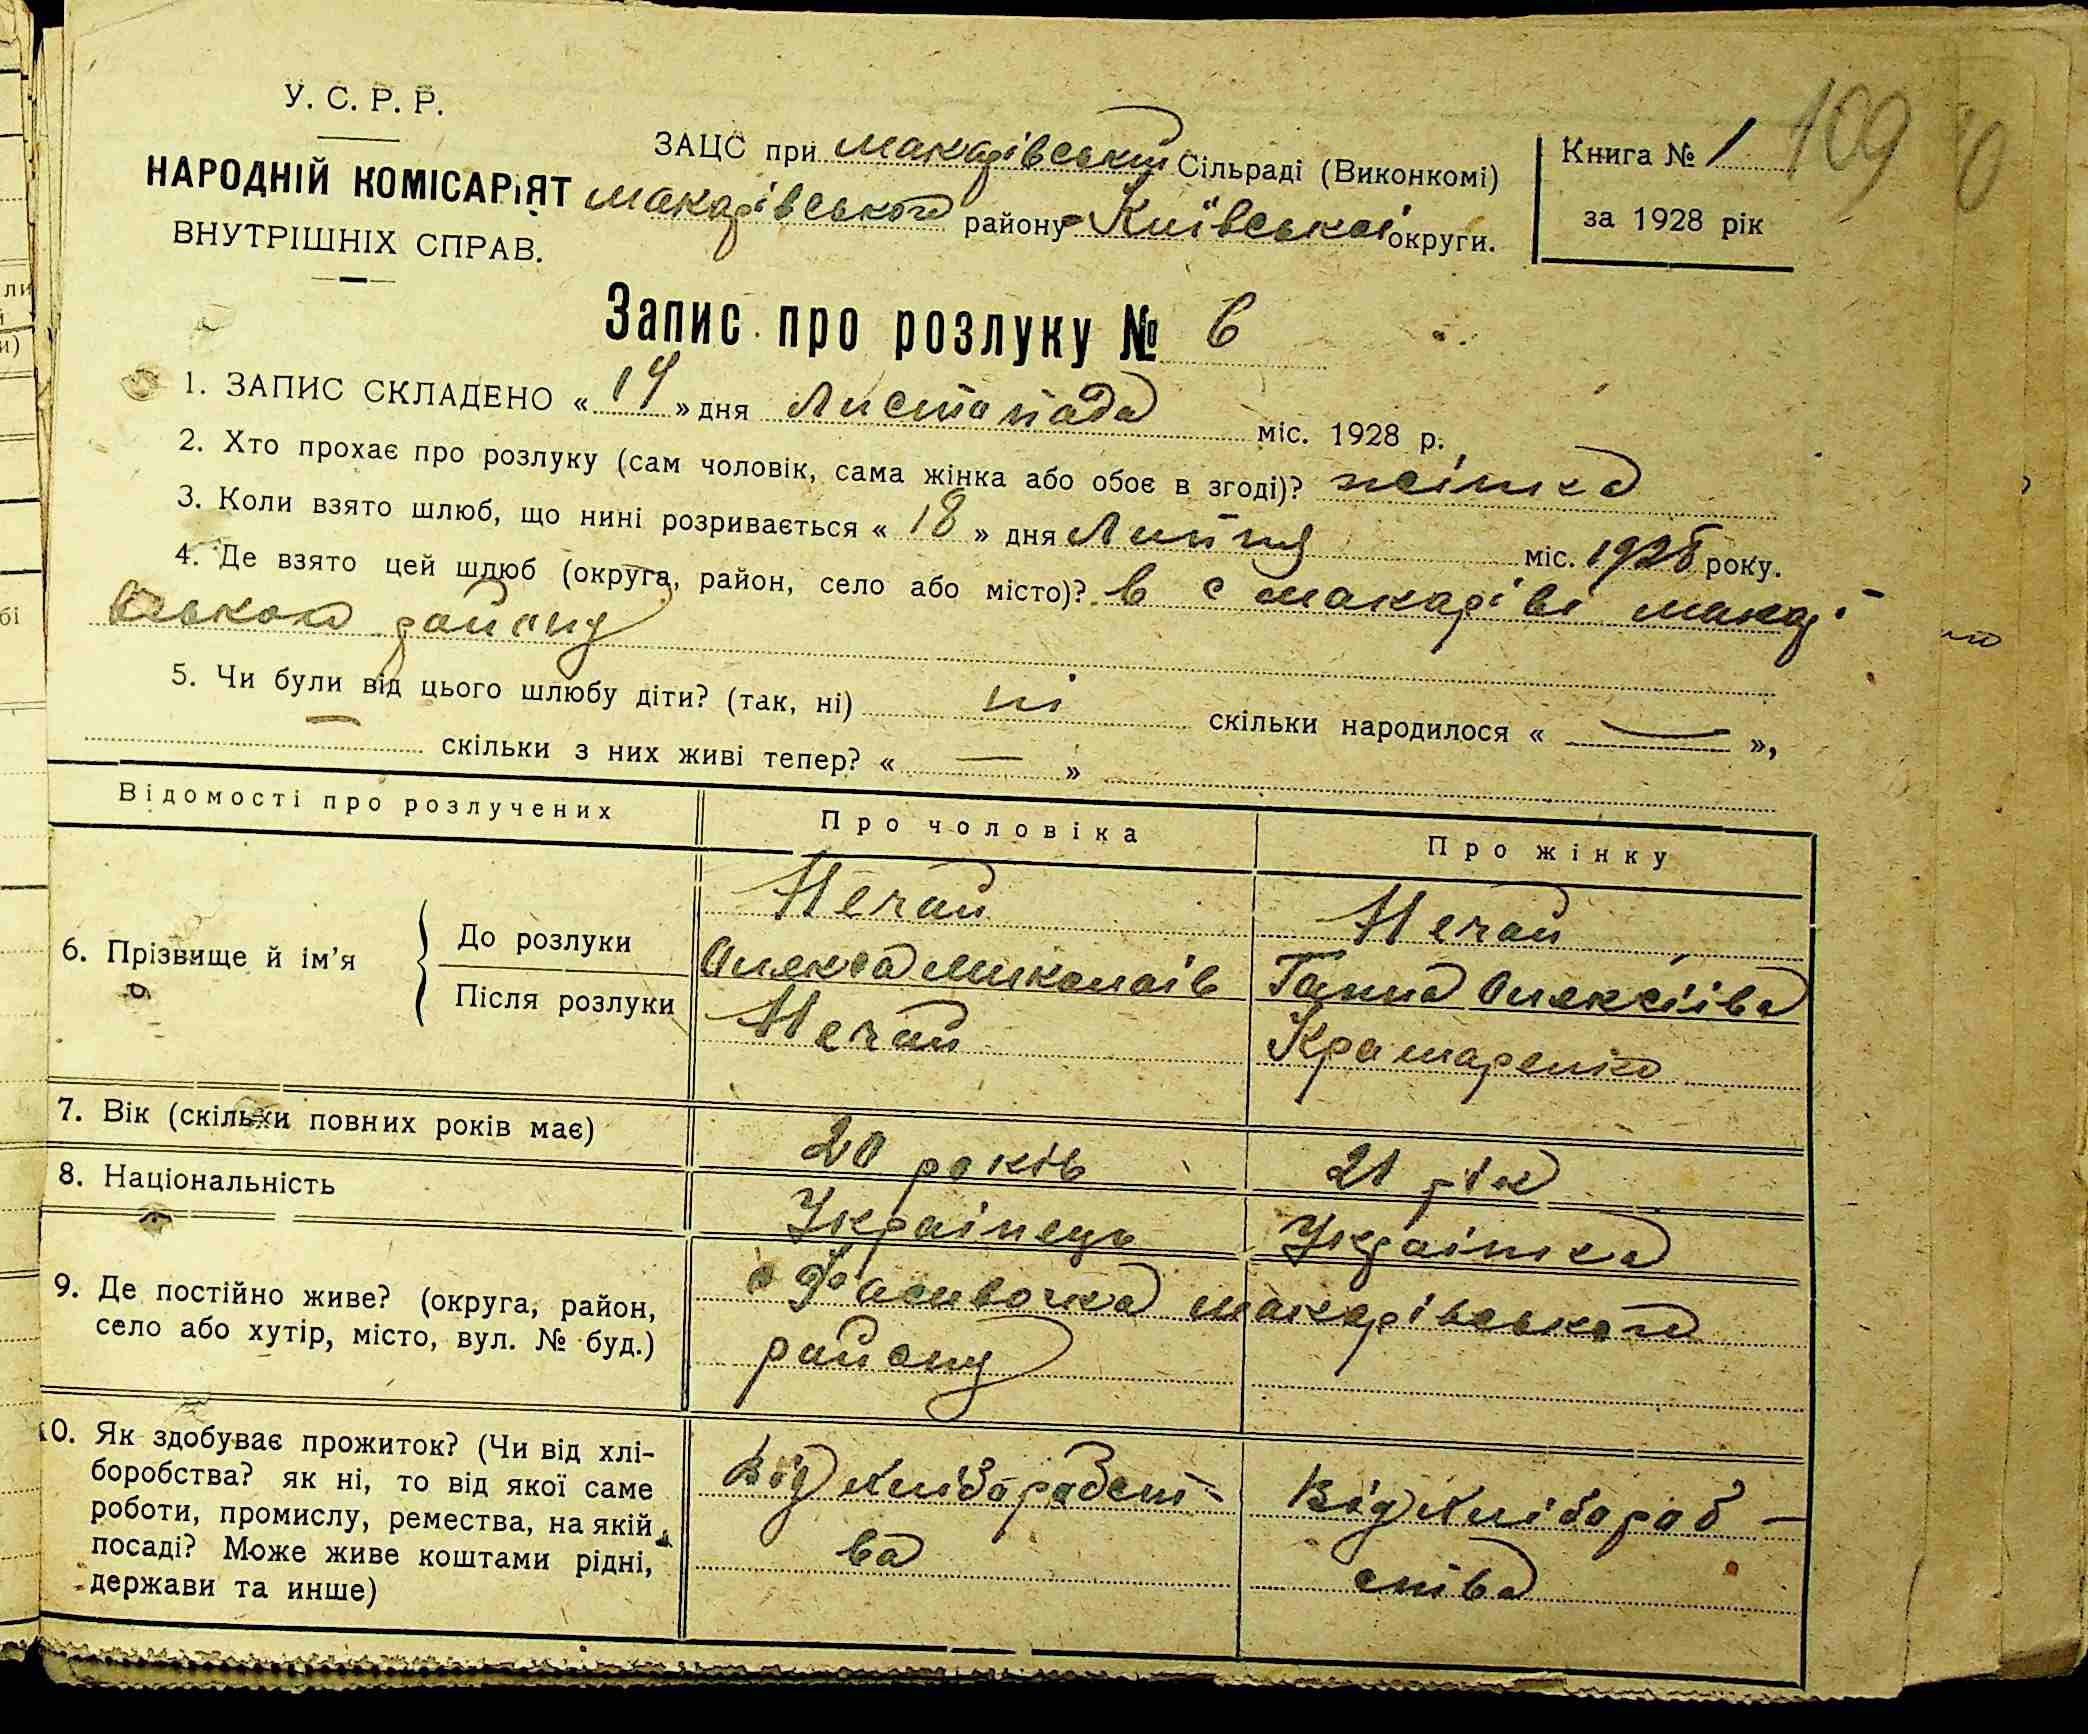 У. С. Р. Р.
НАРОДНІЙ КОМІСАРіЯТ
ВНУТРІШНІХ СПРАВ.
ЗАЦС при Макарівській Сільраді (Виконкомі)
Макарівського району Київської округи.
Книга № 1
за 1928 рік
109
Запис про розлуку № 6
1. ЗАПИС СКЛАДЕНО « 14 » дня Листопада міс. 1928 р.
2. Хто прохає про розлуку (сам чоловік, сама жінка або обоє в згоді)? жінка
3. Коли взято шлюб, що нині розривається « 18 » дня Липня міс. 1928 року.
4. Де взято цей шлюб (округа, район, село або місто)? в с Макаріві Макарі
вського району
5. Чи були від цього шлюбу діти? (так, ні) ні скільки народилося « — »,
— скільки з них живі тепер? « — »
Відомості про розлучених Про чоловіка Про жінку
6. Прізвище й ім’я
До розлуки
Нечай Нечай
Олекса Миколаїв Ганна Олексіїва
Після розлуки
Нечай Крамаренко
7. Вік (скільки повних років має) 20 років 21 рік
8. Національність Українець Українка
9. Де постійно живе? (округа, район,
село або хутір, місто, вул. № буд.)
с Фасивочка Макарівського
району
10. Як здобуває прожиток? (Чи від хлі-
боробства? як ні, то від якої саме
роботи, промислу, ремества, на якій
посаді? Може живе коштами рідні,
держави та инше)
Від Хліборобст-
ва
Від Хлібороб-
ства